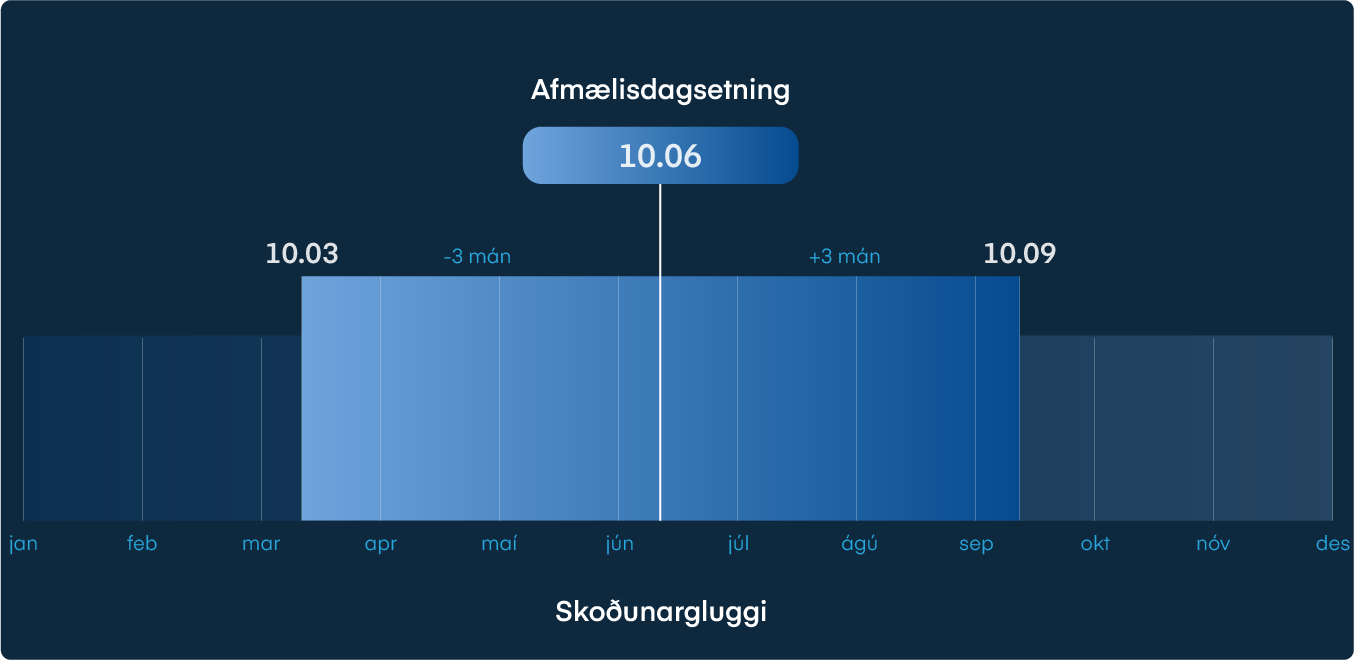 Afmælisdagsetning
10.06
10.03 -3 mán +3 mán 10.09
jan feb mar apr maí jún júl ágú sep okt nóv des
Skoðunargluggi